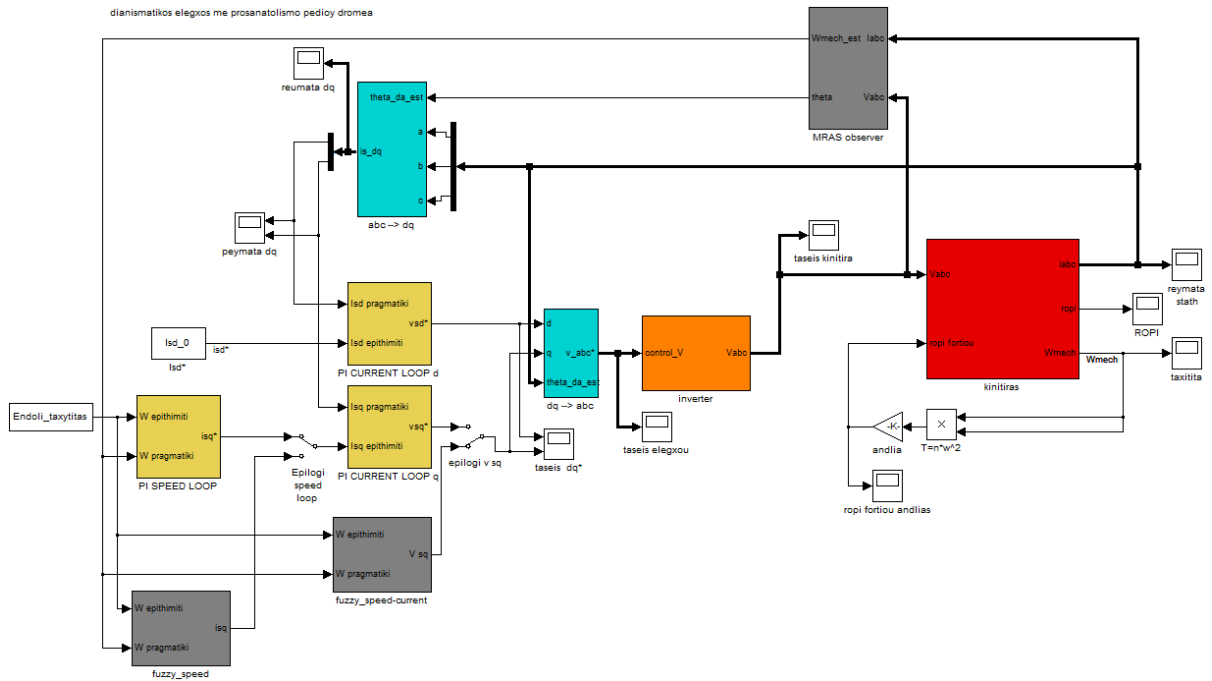 dianismatikos elegxos me prosanatolismo pedioy dromea
Wmech_est
Iabc
theta
Vabc
MRAS observer
reumata dq
theta_da_est
a
is_dq
b
c
abc --> dq
peymata dq
taseis kinitira
Vabc
Iabc
ropi
ropi fortiou
Wmech
Wmech
kinitiras
reymata
stath
ROPI
taxitita
Isd pragmatiki
vsd*
Isd epithimiti
PI CURRENT LOOP d
Isd_0
isd*
Isd*
d
q
v_abc*
theta_da_est
dq --> abc
control_V
Vabc
inverter
taseis elegxou
Endoli_taxytitas
W epithimiti
isq*
W pragmatiki
PI SPEED LOOP
Epilogi
speed
loop
Isq pragmatiki
vsq*
Isq epithimiti
PI CURRENT LOOP q
epilogi v sq
taseis dq*
-K-
andlia
×
T=n*w^2
ropi fortiou andlias
W epithimiti
V sq
W pragmatiki
fuzzy_speed-current
W epithimiti
isq
W pragmatiki
fuzzy_speed